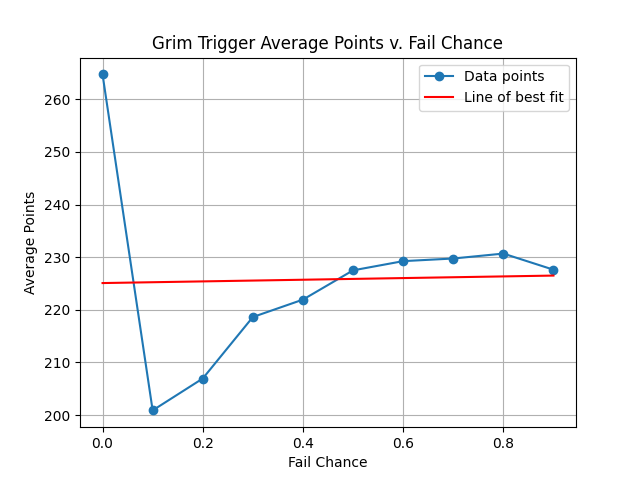 Grim Trigger Average Points v. Fail Chance
Data points
Line of best fit
Average Points
260
250
240
230
220
210
200
0.0 0.2 0.4 0.6 0.8
Fail Chance